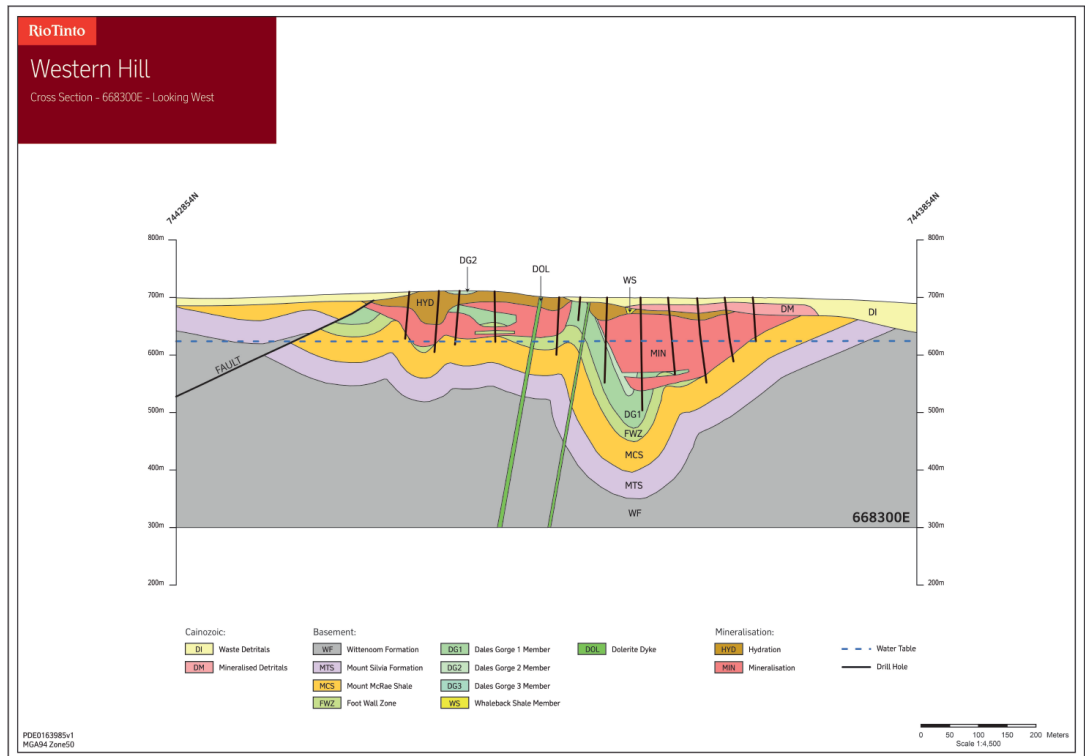 RioTinto
Western Hill
Cross Section - 668300E - Looking West
7442854N
7443854N
800m
800m
DG2
DOL
WS
700m
700m
HYD
DM
DI
MIN
600m
600m
FAULT
500m
500m
DG1
FWZ
MCS
400m
400m
MTS
WF
668300E
300m
300m
200m
200m
Cainozoic:
DI Waste Detritals
DM Mineralised Detritals
Basement:
WF Wittenoom Formation
MTS Mount Silvia Formation
MCS Mount McRae Shale
FWZ Foot Wall Zone
DG1 Dales Gorge 1 Member
DG2 Dales Gorge 2 Member
DG3 Dales Gorge 3 Member
WS Whaleback Shale Member
DOL Dolerite Dyke
Mineralisation:
HYD Hydration
MIN Mineralisation
Water Table
Drill Hole
PDE0163985v1
MGA94 Zone50
0 50 100 150 200 Meters
Scale 1:4,500